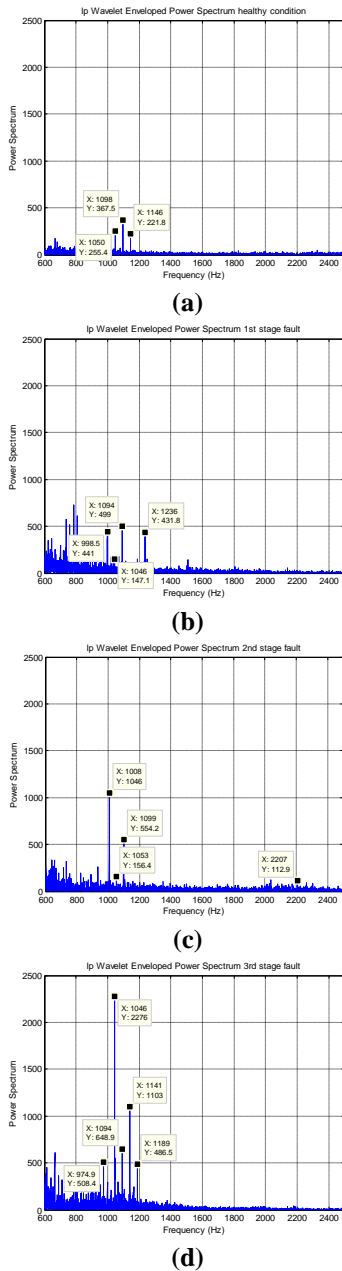 Ip Wavelet Enveloped Power Spectrum healthy condition
2500
2000
1500
1000
500
0
Power Spectrum
X: 1098
Y: 367.5
X: 1146
Y: 221.8
X: 1050
Y: 255.4
600 800 1000 1200 1400 1600 1800 2000 2200 2400
Frequency (Hz)
(a)
Ip Wavelet Enveloped Power Spectrum 1st stage fault
2500
2000
1500
1000
500
0
Power Spectrum
X: 1094
Y: 499
X: 1236
Y: 431.8
X: 998.5
Y: 441
X: 1046
Y: 147.1
600 800 1000 1200 1400 1600 1800 2000 2200 2400
Frequency (Hz)
(b)
Ip Wavelet Enveloped Power Spectrum 2nd stage fault
2500
2000
1500
1000
500
0
Power Spectrum
X: 1008
Y: 1046
X: 1099
Y: 554.2
X: 1053
Y: 156.4
X: 2207
Y: 112.9
600 800 1000 1200 1400 1600 1800 2000 2200 2400
Frequency (Hz)
(c)
Ip Wavelet Enveloped Power Spectrum 3rd stage fault
2500
2000
1500
1000
500
0
Power Spectrum
X: 1046
Y: 2276
X: 1141
Y: 1103
X: 1094
Y: 648.9
X: 1189
Y: 486.5
X: 974.9
Y: 508.4
600 800 1000 1200 1400 1600 1800 2000 2200 2400
Frequency (Hz)
(d)